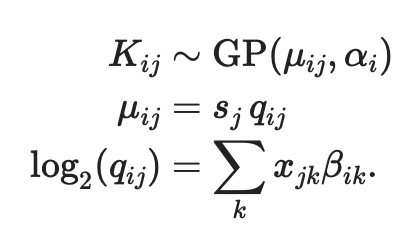 K_{ij} ∼ GP(μ_{ij}, α_i)
μ_{ij} = s_j q_{ij}
log_2(q_{ij}) = ∑_k x_{jk}β_{ik}.